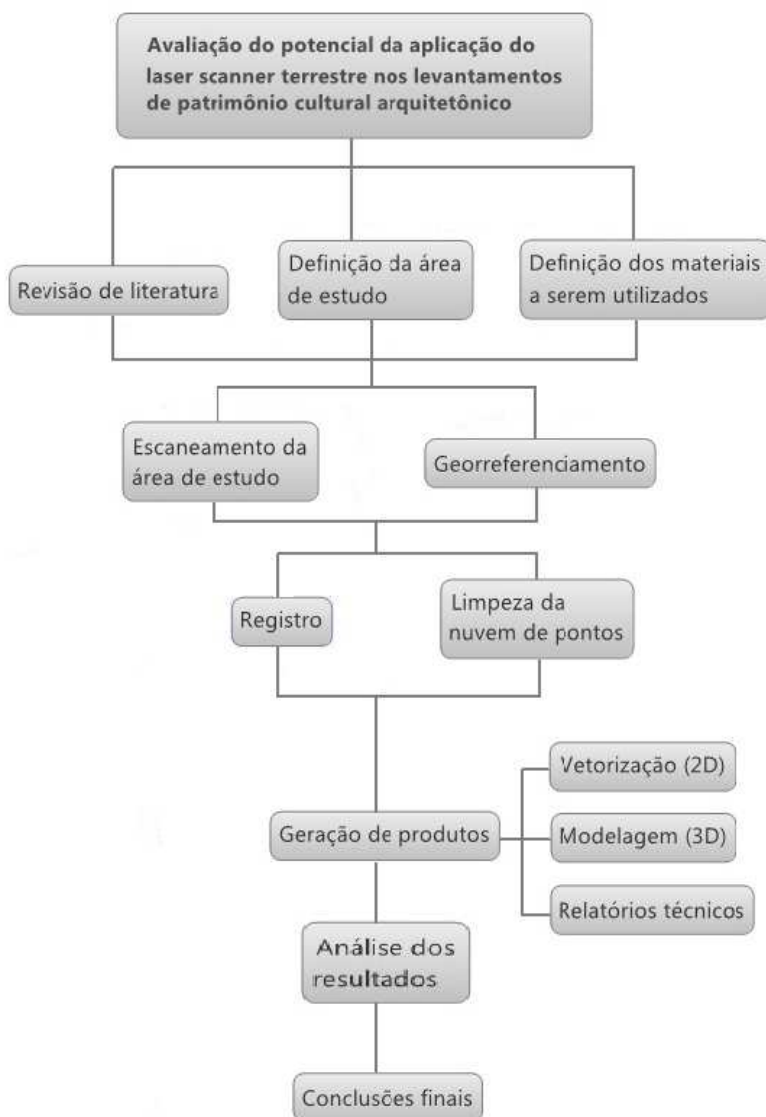 Avaliação do potencial da aplicação do
laser scanner terrestre nos levantamentos
de patrimônio cultural arquitetônico
Revisão de literatura
Definição da área
de estudo
Definição dos materiais
a serem utilizados
Escaneamento da
área de estudo
Georreferenciamento
Registro
Limpeza da
nuvem de pontos
Geração de produtos
Vetorização (2D)
Modelagem (3D)
Relatórios técnicos
Análise dos
resultados
Conclusões finais